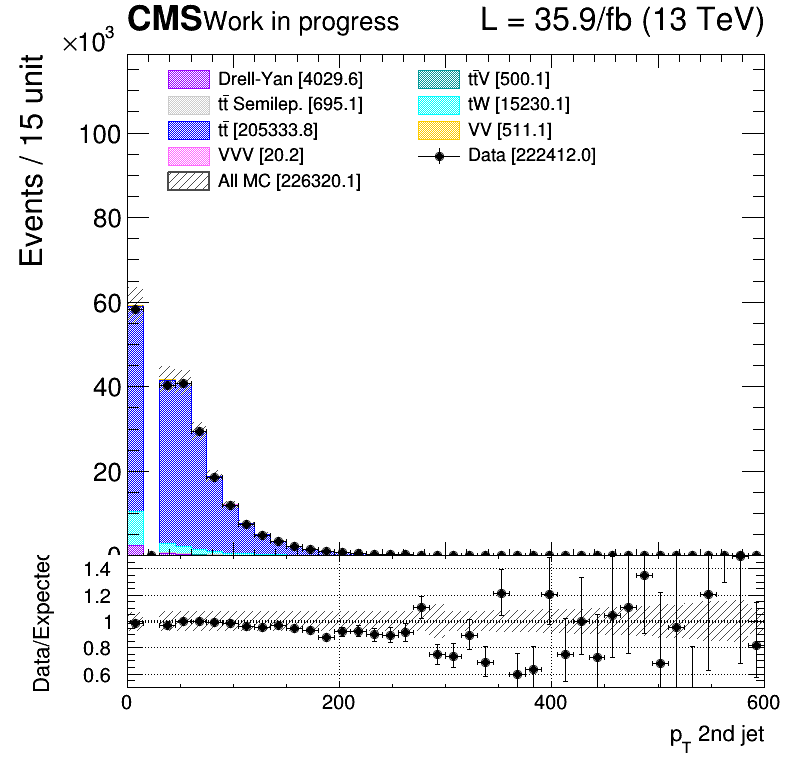 CMS Work in progress L = 35.9/fb (13 TeV)
×10³
Events / 15 unit
Drell-Yan [4029.6]
tt̄ Semilep. [695.1]
tt̄ [205333.8]
VVV [20.2]
All MC [226320.1]
tt̄V [500.1]
tW [15230.1]
VV [511.1]
Data [222412.0]
100
80
60
40
20
0
Data/Expected
1.4
1.2
1
0.8
0.6
0 200 400 600
p_T 2nd jet